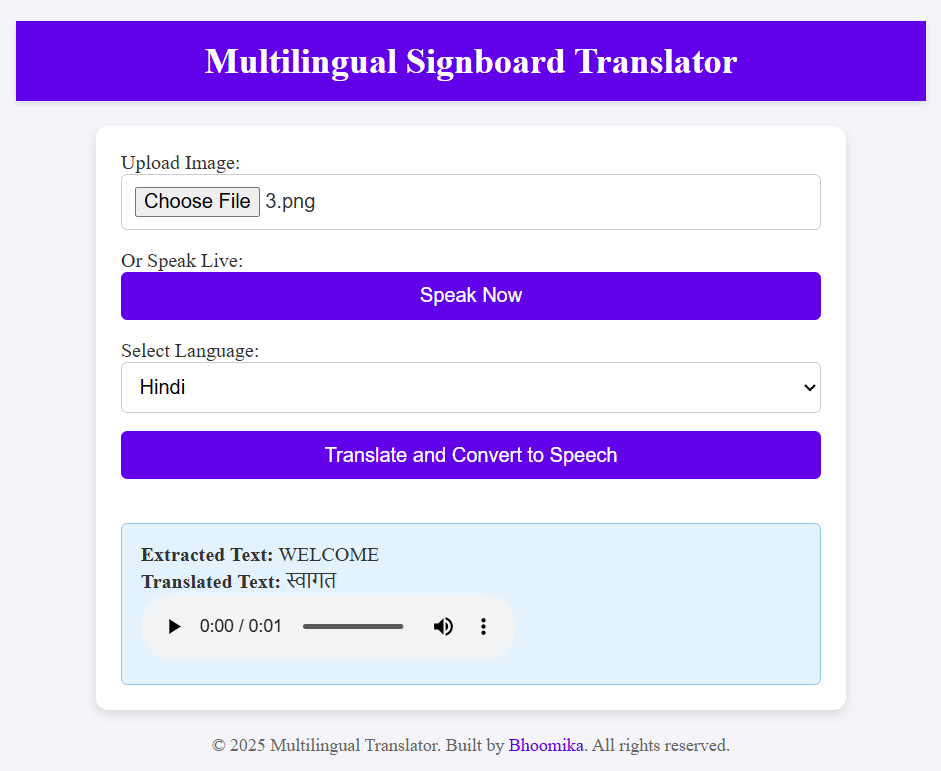 Multilingual Signboard Translator
Upload Image:
Choose File 3.png
Or Speak Live:
Speak Now
Select Language:
Hindi
Translate and Convert to Speech
Extracted Text: WELCOME
Translated Text: स्वागत
0:00 / 0:01
© 2025 Multilingual Translator. Built by Bhoomika. All rights reserved.